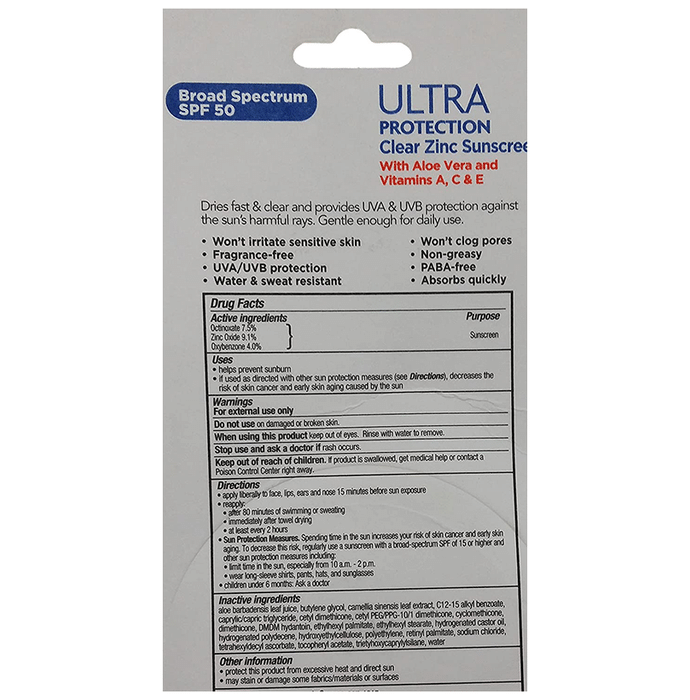 Broad Spectrum
SPF 50
ULTRA
PROTECTION
Clear Zinc Sunscree
With Aloe Vera and
Vitamins A, C & E
Dries fast & clear and provides UVA & UVB protection against
the sun's harmful rays. Gentle enough for daily use.
• Won't irritate sensitive skin
• Fragrance-free
• UVA/UVB protection
• Water & sweat resistant
• Won't clog pores
• Non-greasy
• PABA-free
• Absorbs quickly
Drug Facts
Active ingredients Purpose
Octinoxate 7.5%
Zinc Oxide 9.1% Sunscreen
Oxybenzone 4.0%
Uses
• helps prevent sunburn
• if used as directed with other sun protection measures (see Directions), decreases the
risk of skin cancer and early skin aging caused by the sun
Warnings
For external use only
Do not use on damaged or broken skin.
When using this product keep out of eyes. Rinse with water to remove.
Stop use and ask a doctor if rash occurs.
Keep out of reach of children. If product is swallowed, get medical help or contact a
Poison Control Center right away.
Directions
• apply liberally to face, lips, ears and nose 15 minutes before sun exposure
• reapply:
• after 80 minutes of swimming or sweating
• immediately after towel drying
• at least every 2 hours
• Sun Protection Measures. Spending time in the sun increases your risk of skin cancer and early skin
aging. To decrease this risk, regularly use a sunscreen with a broad-spectrum SPF of 15 or higher and
other sun protection measures including:
• limit time in the sun, especially from 10 a.m. - 2 p.m.
• wear long-sleeve shirts, pants, hats, and sunglasses
• children under 6 months: Ask a doctor
Inactive ingredients
aloe barbadensis leaf juice, butylene glycol, camellia sinensis leaf extract, C12-15 alkyl benzoate,
caprylic/capric triglyceride, cetyl dimethicone, cetyl PEG/PPG-10/1 dimethicone, cyclomethicone,
dimethicone, DMDM hydantoin, ethylhexyl palmitate, ethylhexyl stearate, hydrogenated castor oil,
hydrogenated polydecene, hydroxyethylcellulose, polyethylene, retinyl palmitate, sodium chloride,
tetrahexyldecyl ascorbate, tocopheryl acetate, trietyhoxycaprylylsilane, water
Other information
• protect this product from excessive heat and direct sun
• may stain or damage some fabrics/materials or surfaces